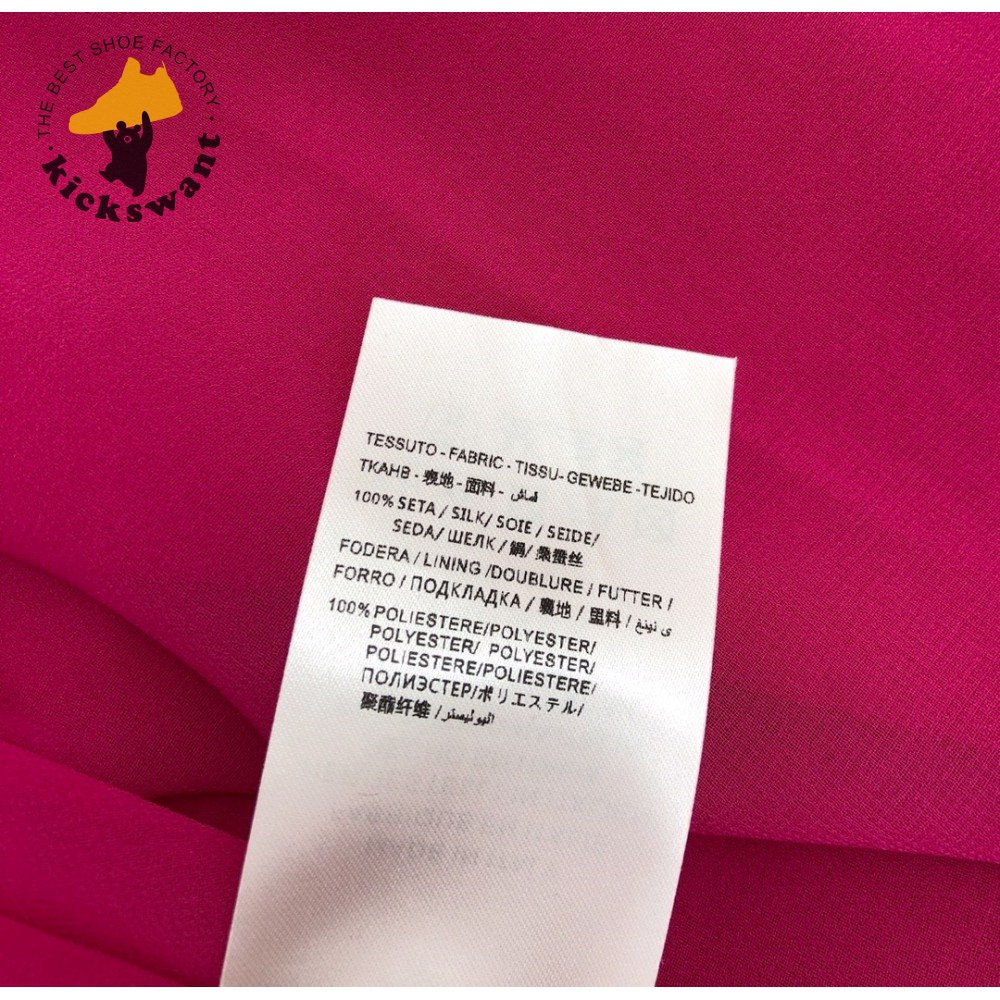 · THE BEST SHOE FACTORY ·
kickswant
TESSUTO - FABRIC - TISSU - GEWEBE - TEJIDO
TKAHB - 表地 - 面料 - قماش
100% SETA / SILK/ SOIE / SEIDE/
SEDA/ ШЕЛК / 絹/ 桑蚕丝
FODERA / LINING /DOUBLURE / FUTTER /
FORRO / ПОДКЛАДКА / 裏地 / 里料 /
100% POLIESTERE/POLYESTER/
POLYESTER/ POLYESTER/
POLIESTERE/POLIESTERE/
ПОЛИЭСТЕР/ポリエステル/
聚酯纤维 /